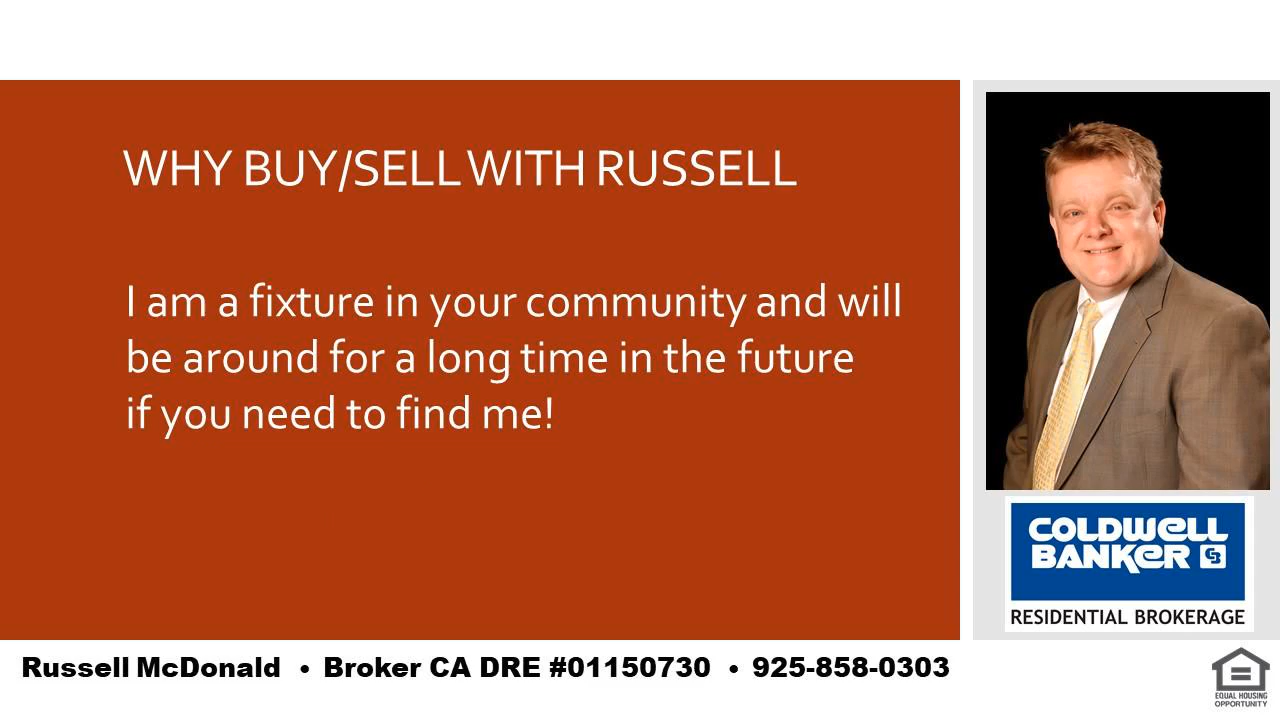 WHY BUY/SELL WITH RUSSELL
I am a fixture in your community and will
be around for a long time in the future
if you need to find me!
COLDWELL
BANKER CB
RESIDENTIAL BROKERAGE
Russell McDonald • Broker CA DRE #01150730 • 925-858-0303
EQUAL HOUSING
OPPORTUNITY